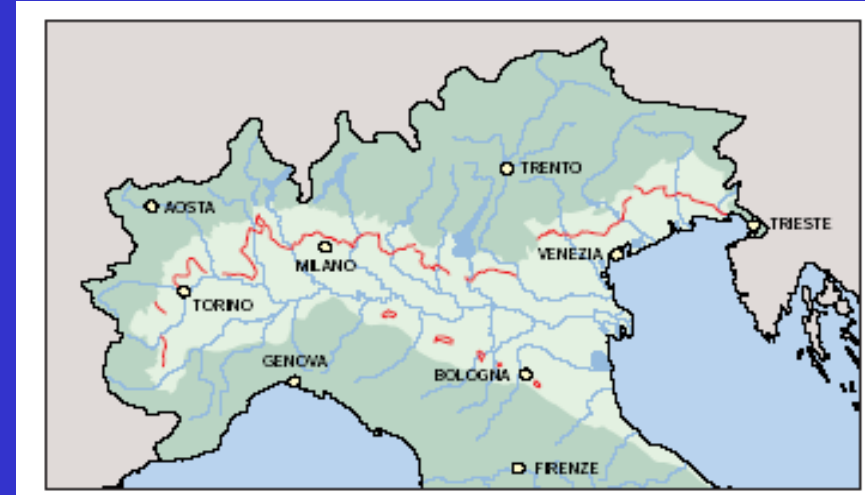 TRENTO
AOSTA
TRIESTE
VENEZIA
MILANO
TORINO
GENOVA
BOLOGNA
FIRENZE